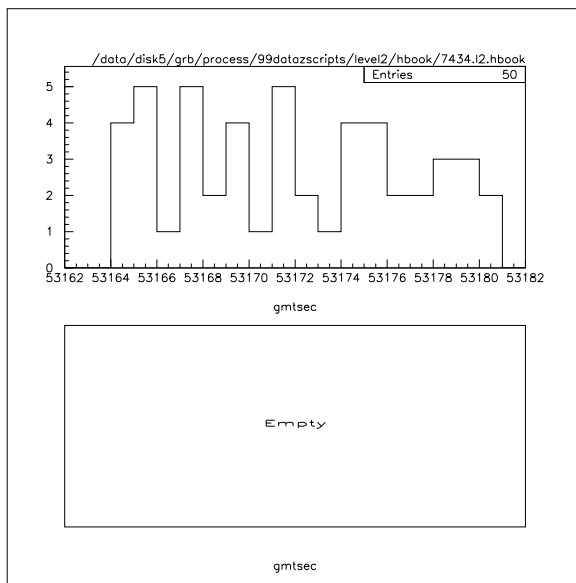 /data/disk5/grb/process/99datazscripts/level2/hbook/7434.l2.hbook
Entries 50
5
4
3
2
1
0
53162 53164 53166 53168 53170 53172 53174 53176 53178 53180 53182
gmtsec
Empty
gmtsec